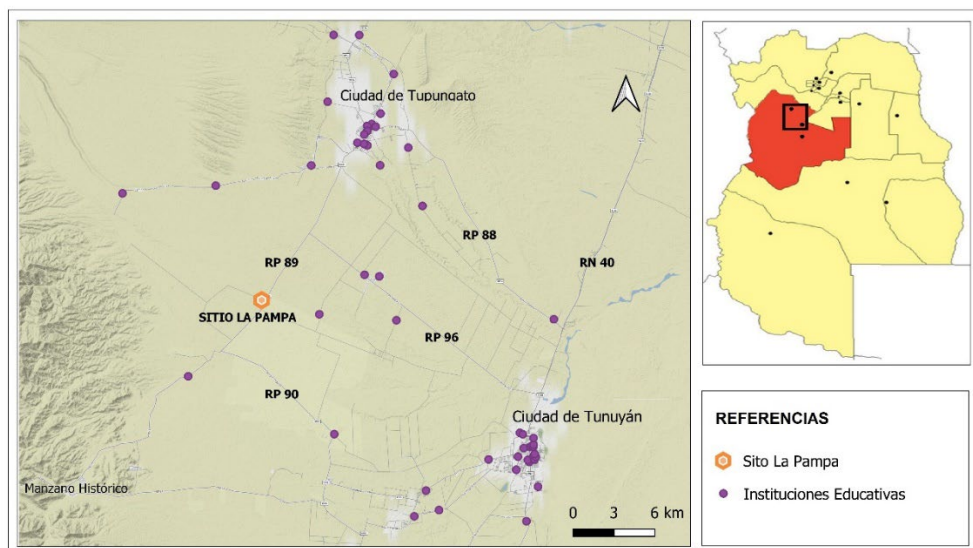 Ciudad de Tupungato
RP 88
RP 89
RN 40
SITIO LA PAMPA
RP 96
RP 90
Ciudad de Tunuyán
Manzano Histórico
0 3 6 km
REFERENCIAS
Sito La Pampa
Instituciones Educativas